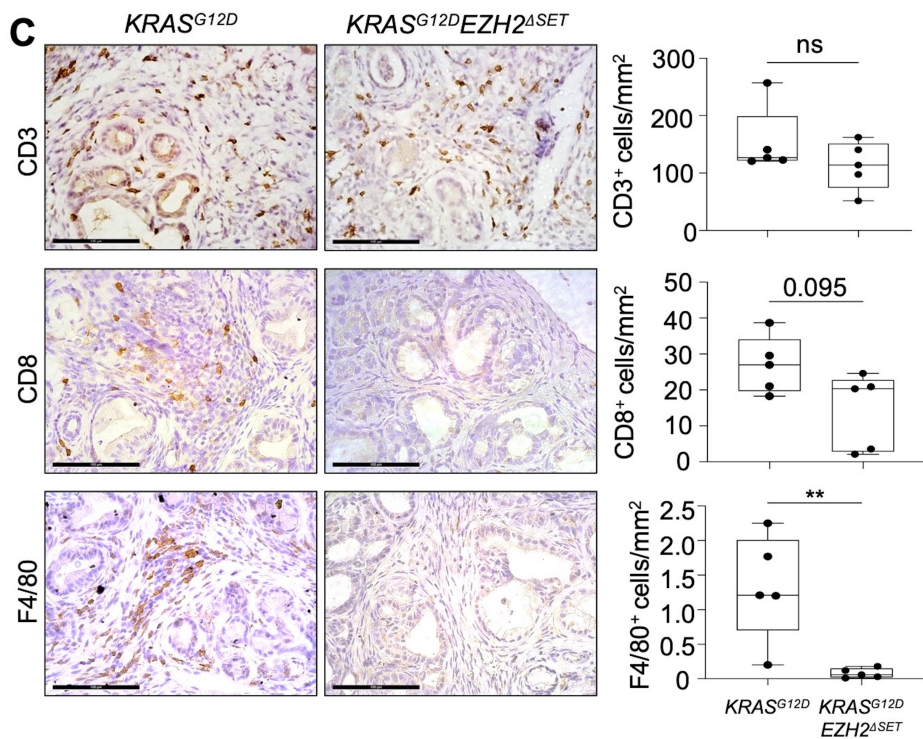 C
KRAS^G12D
KRAS^G12D EZH2^ΔSET
CD3
CD3⁺ cells/mm²
ns
300
200
100
0
CD8
CD8⁺ cells/mm²
0.095
50
40
30
20
10
0
F4/80
F4/80⁺ cells/mm²
**
2.5
2.0
1.5
1.0
0.5
0
KRAS^G12D
KRAS^G12D
EZH2^ΔSET